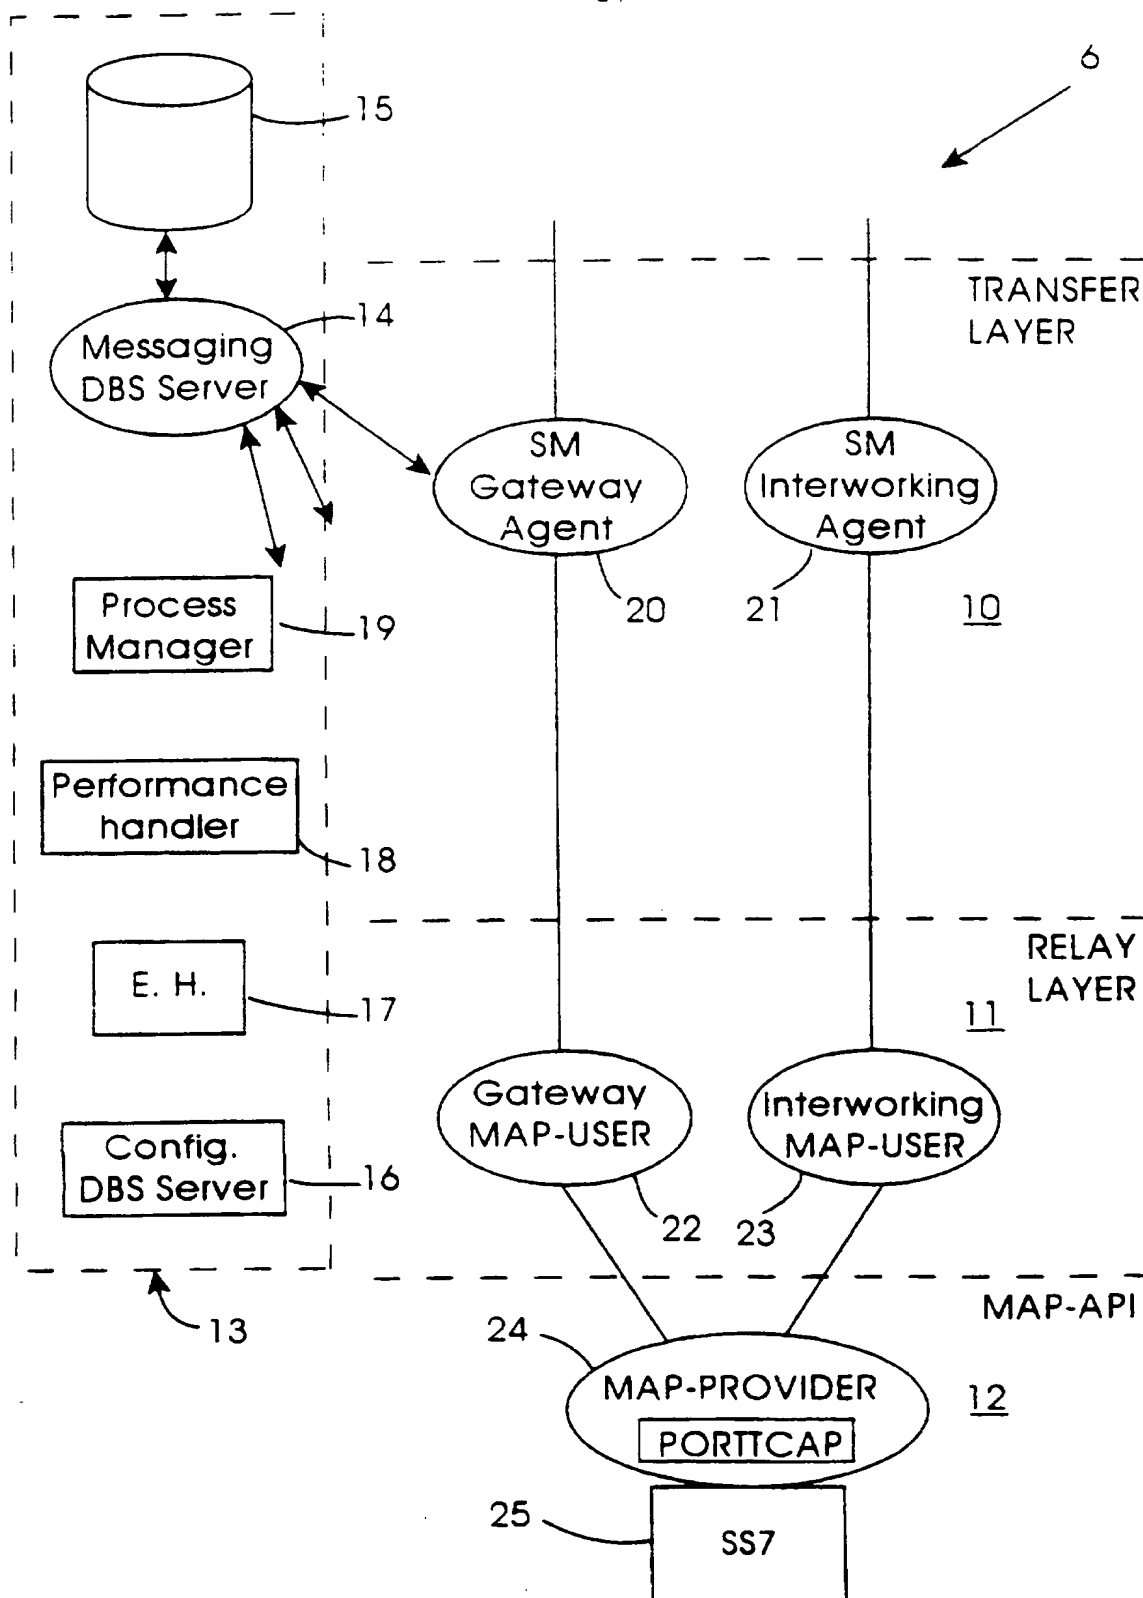 6
15
TRANSFER
LAYER
14
Messaging
DBS Server
SM
Gateway
Agent
SM
Interworking
Agent
20
21
10
Process
Manager
19
Performance
handler
18
RELAY
LAYER
11
E. H.
17
Gateway
MAP-USER
Interworking
MAP-USER
Config.
DBS Server
16
22
23
MAP-API
13
24
MAP-PROVIDER
12
PORTTCAP
25
SS7